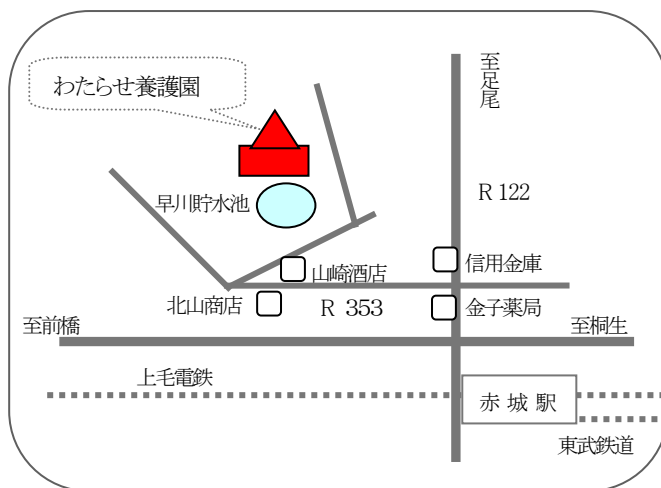 至足尾
わたらせ養護園
R 122
早川貯水池
信用金庫
山崎酒店
北山商店
R 353
金子薬局
至前橋
至桐生
上毛電鉄
赤城駅
東武鉄道